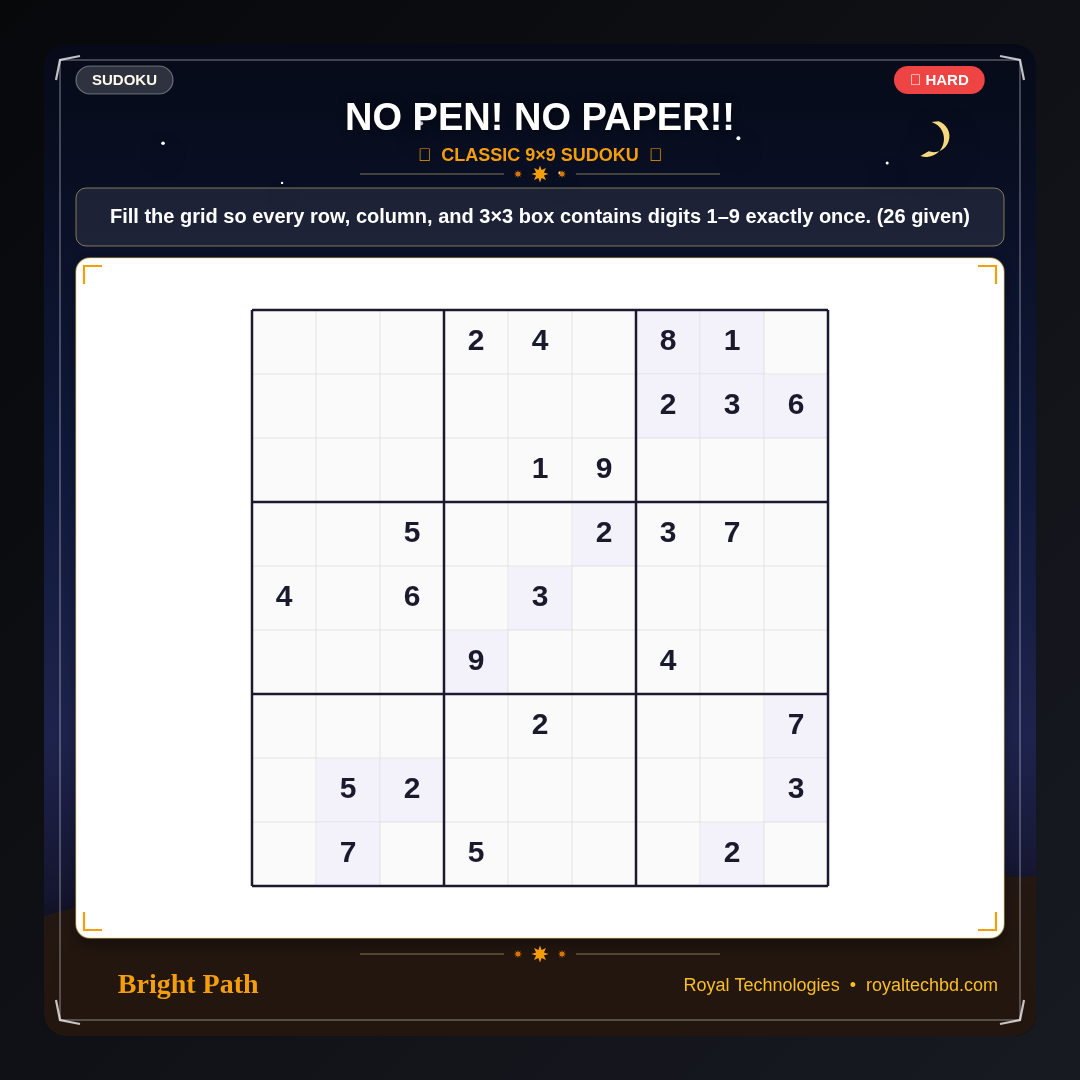 SUDOKU
HARD
NO PEN! NO PAPER!!
CLASSIC 9×9 SUDOKU
Fill the grid so every row, column, and 3×3 box contains digits 1–9 exactly once. (26 given)
2 4 8 1
2 3 6
1 9
5 2 3 7
4 6 3
9 4
2 7
5 2 3
7 5 2
Bright Path
Royal Technologies • royaltechbd.com